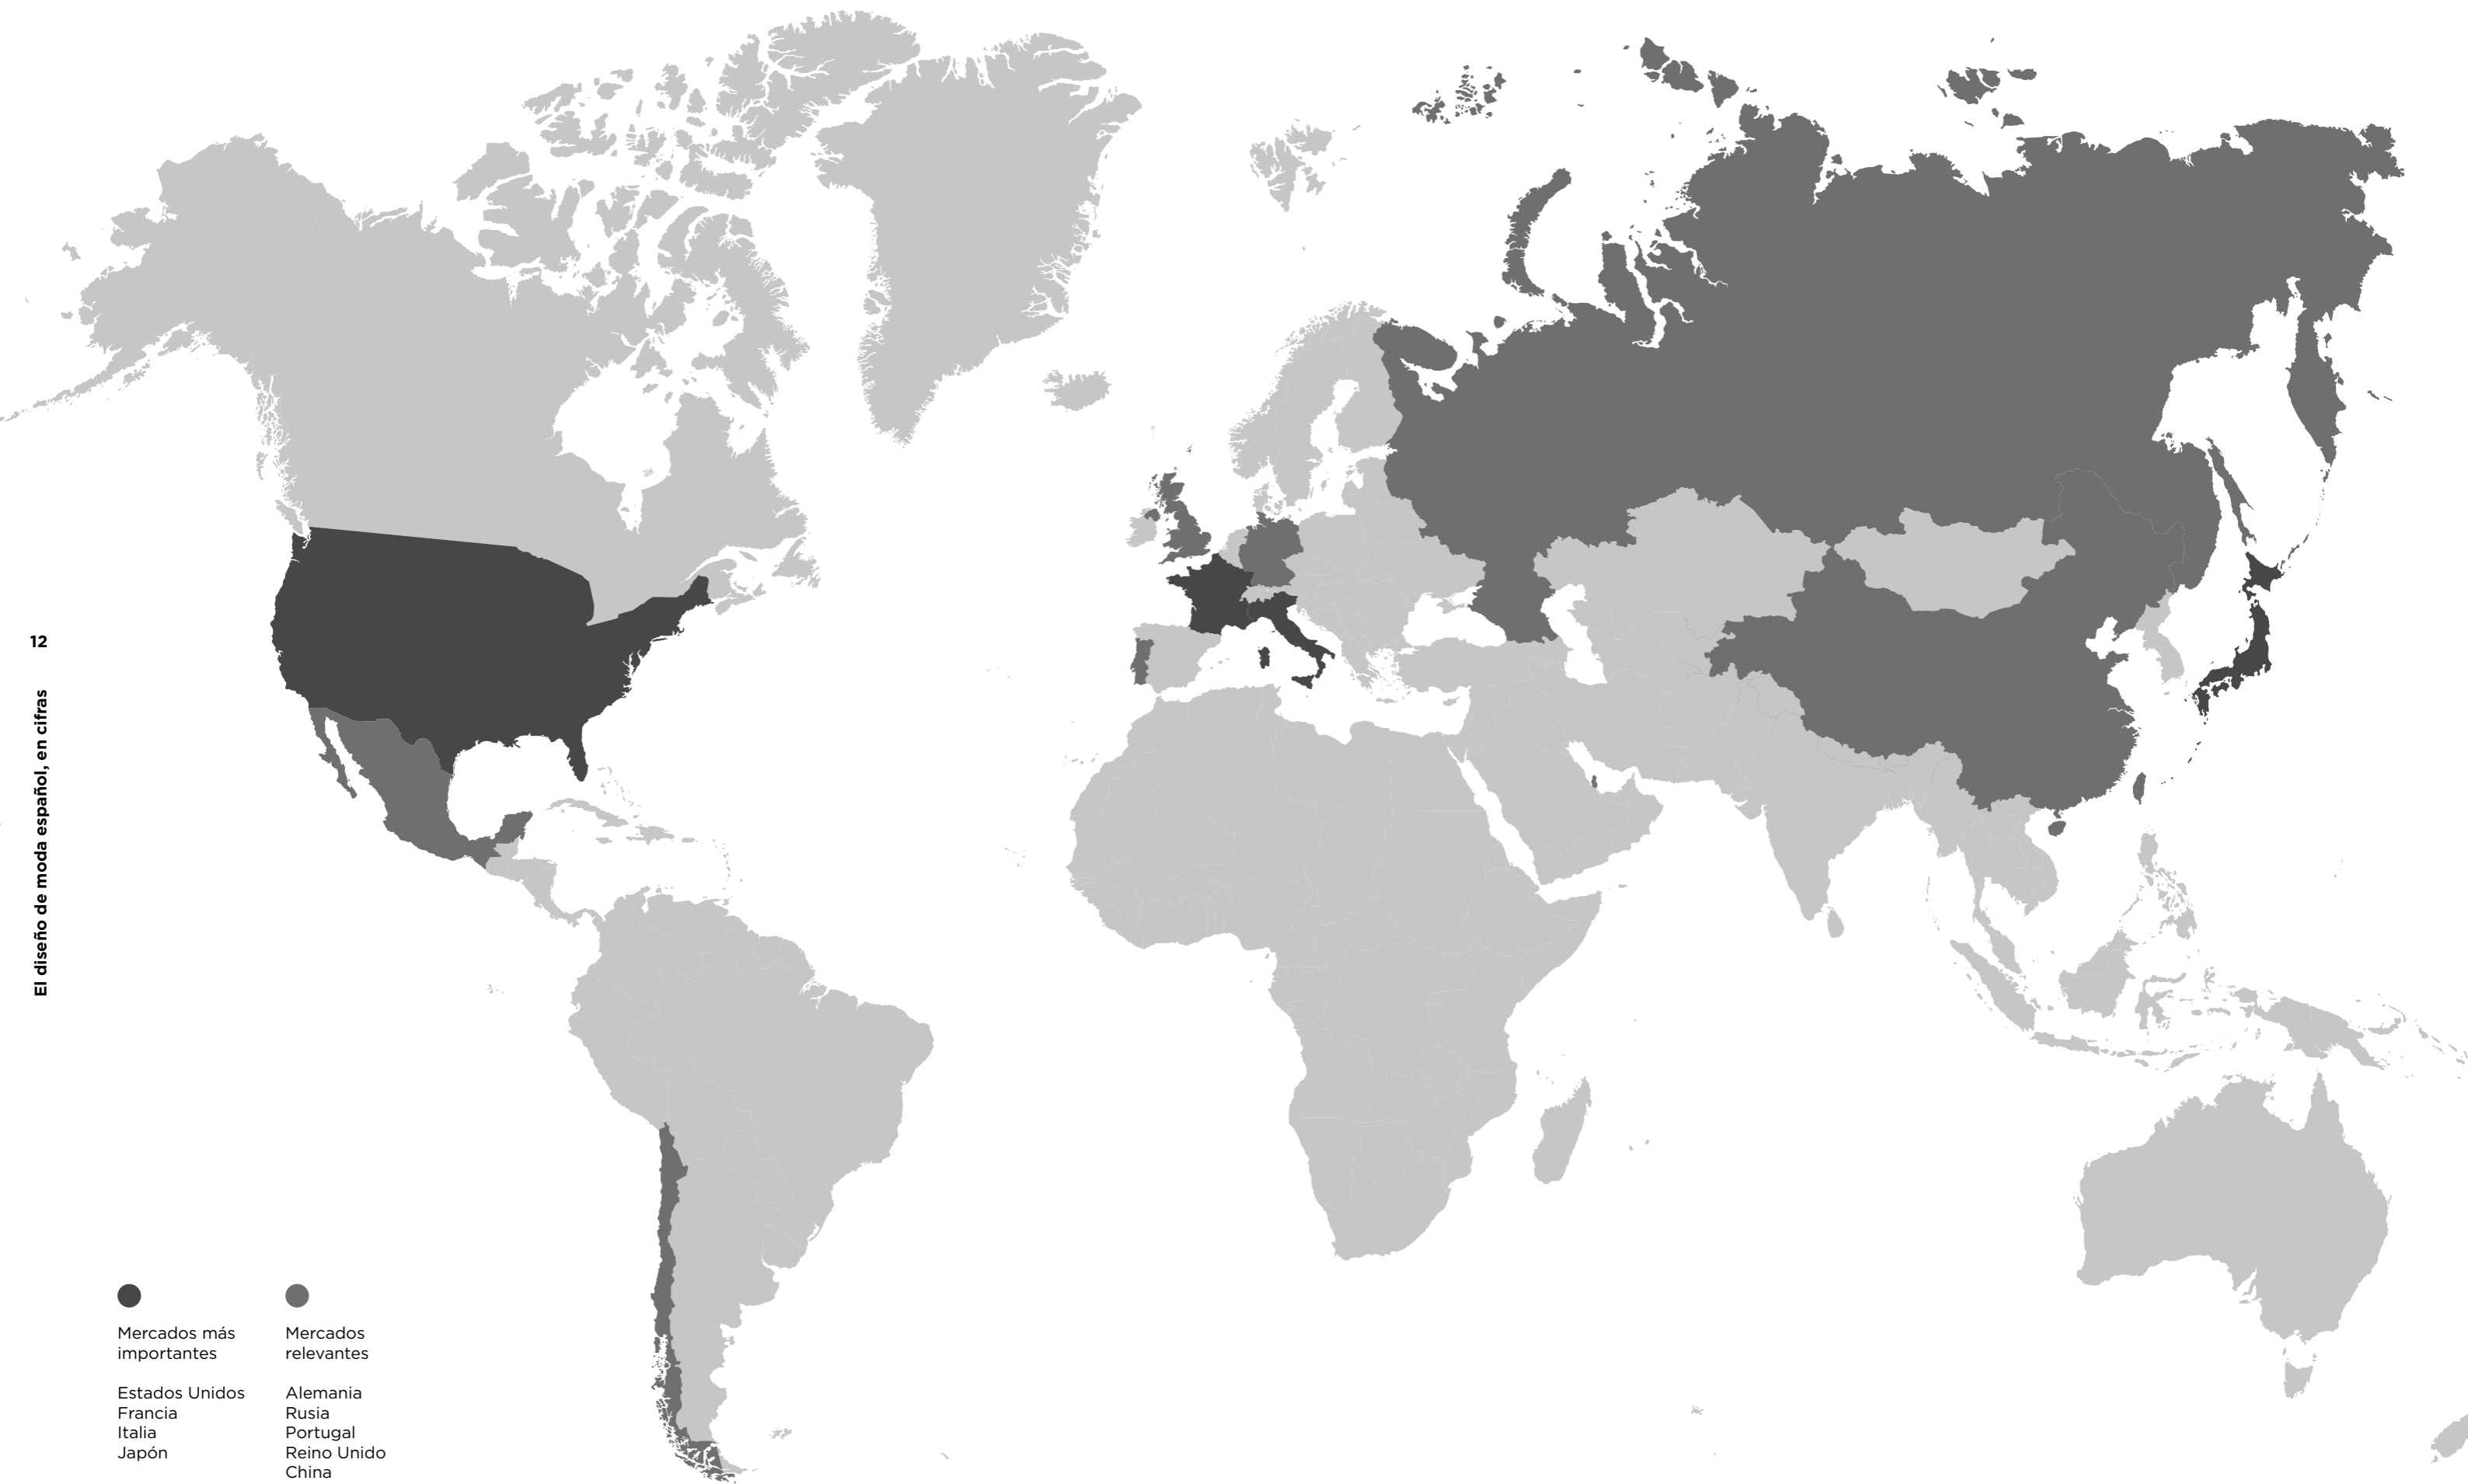 12
El diseño de moda español, en cifras
Mercados más
importantes
Estados Unidos
Francia
Italia
Japón
Mercados
relevantes
Alemania
Rusia
Portugal
Reino Unido
China